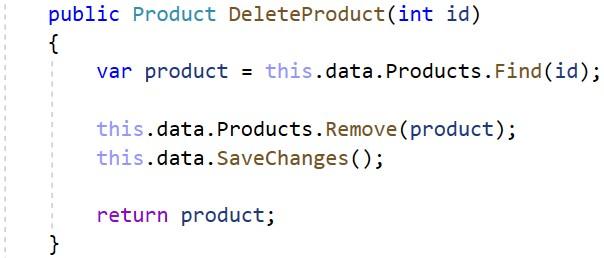 public Product DeleteProduct(int id)
{
    var product = this.data.Products.Find(id);

    this.data.Products.Remove(product);
    this.data.SaveChanges();

    return product;
}